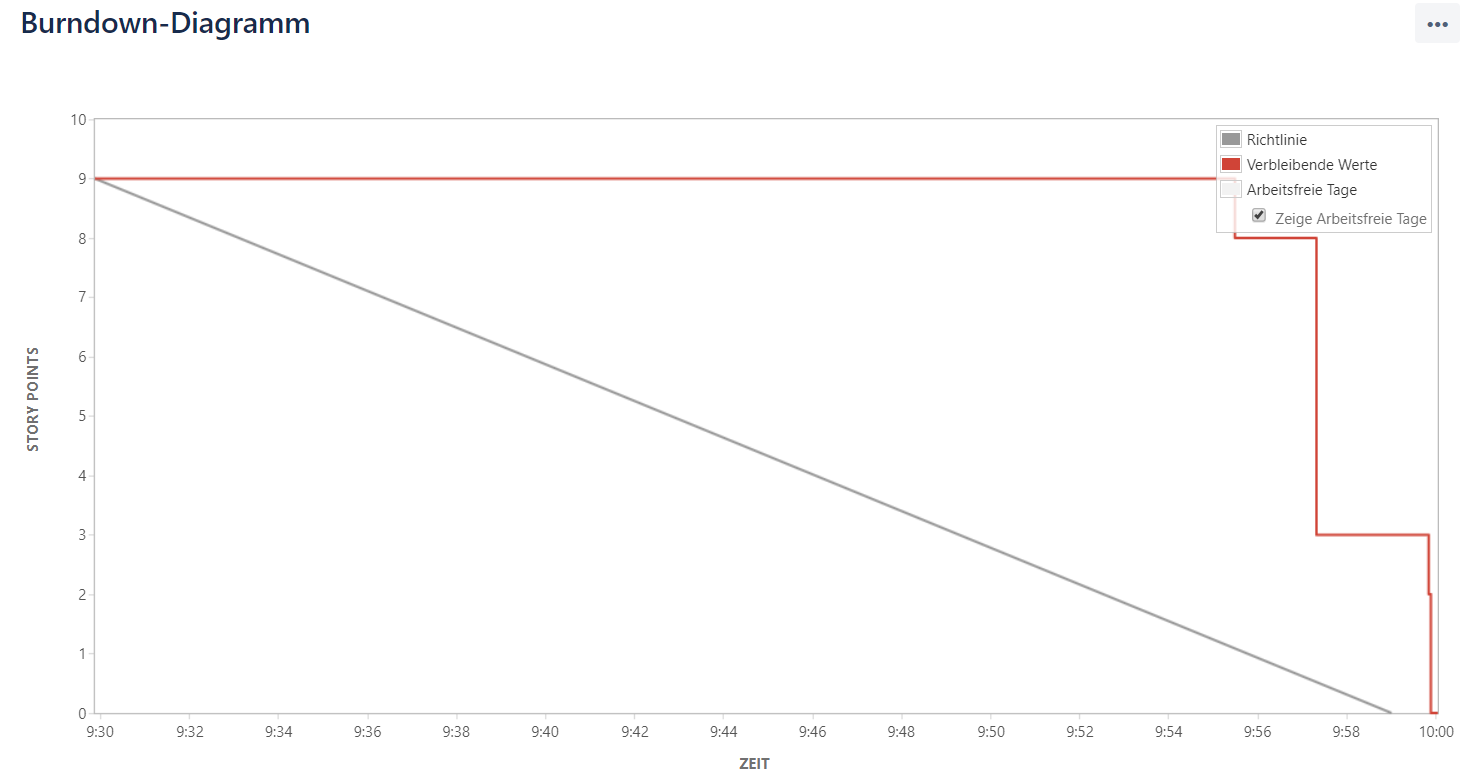 Burndown-Diagramm
•••
10
Richtlinie
9
Verbleibende Werte
Arbeitsfreie Tage
Zeige Arbeitsfreie Tage
8
7
6
5
4
3
2
1
0
STORY POINTS
9:30 9:32 9:34 9:36 9:38 9:40 9:42 9:44 9:46 9:48 9:50 9:52 9:54 9:56 9:58 10:00
ZEIT